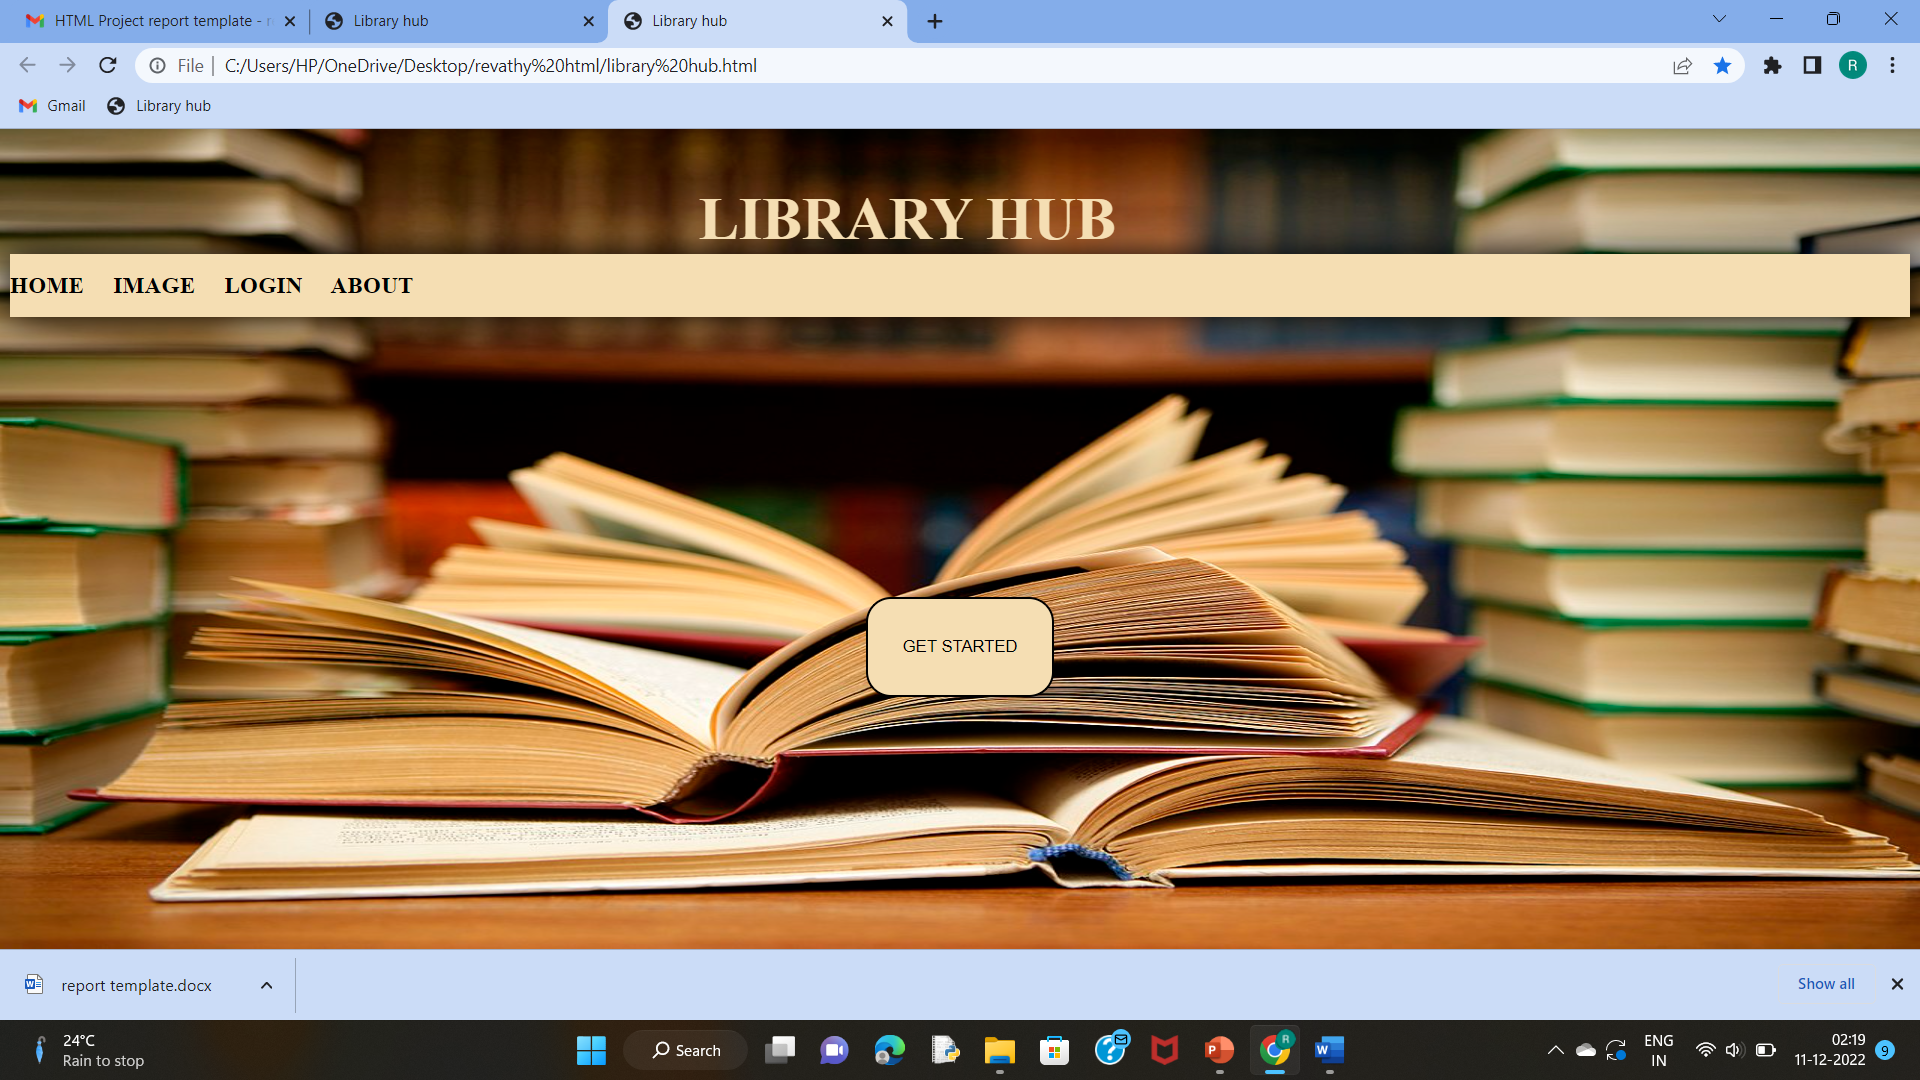 HTML Project report template -
Library hub
Library hub
File
C:/Users/HP/OneDrive/Desktop/revathy%20html/library%20hub.html
R
Gmail
Library hub
LIBRARY HUB
HOME IMAGE LOGIN ABOUT
GET STARTED
report template.docx
Show all
24°C
Rain to stop
Search
ENG
IN
02:19
11-12-2022
9